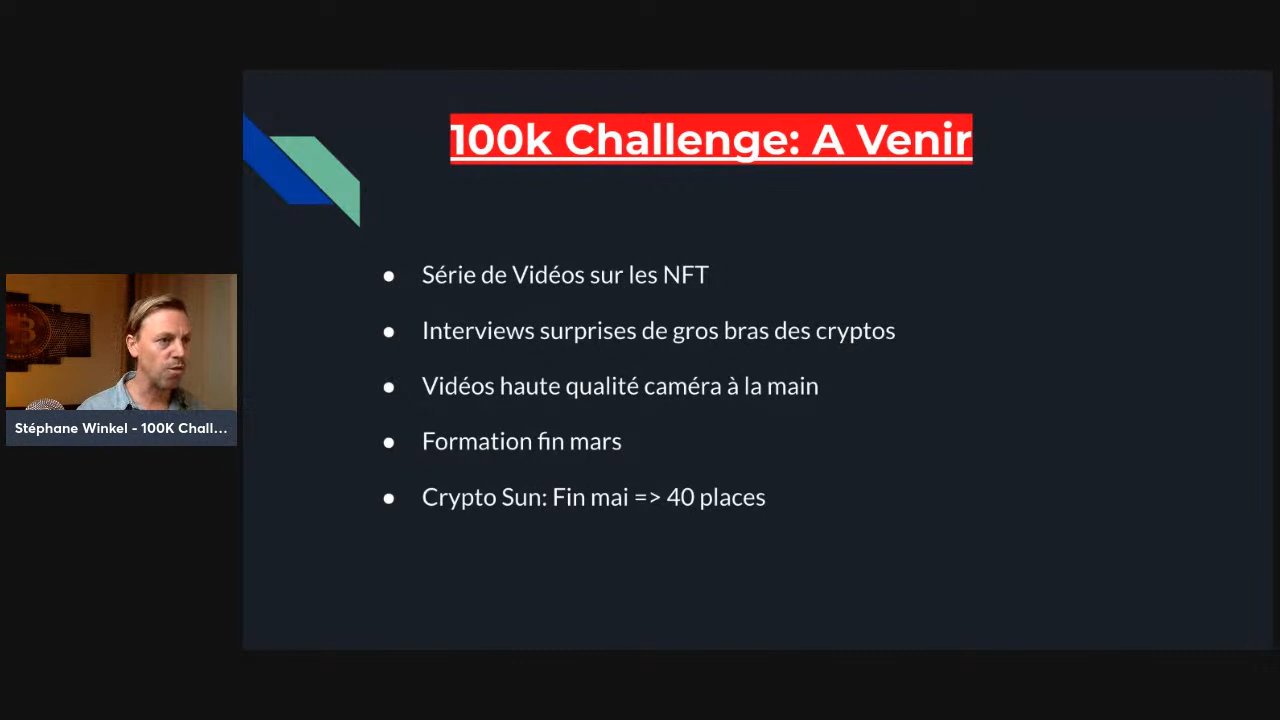 100k Challenge: A Venir
Série de Vidéos sur les NFT
Interviews surprises de gros bras des cryptos
Vidéos haute qualité caméra à la main
Formation fin mars
Crypto Sun: Fin mai => 40 places
Stéphane Winkel - 100K Chall...